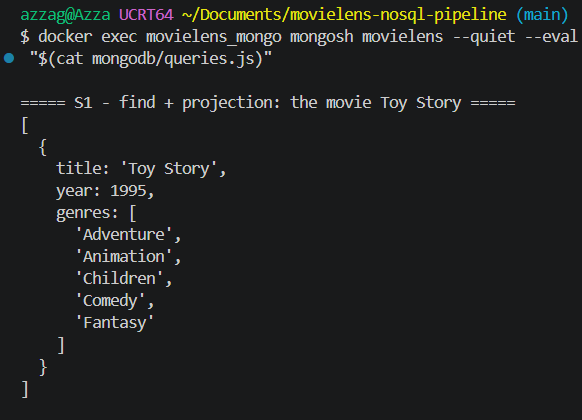 azzag@Azza UCRT64 ~/Documents/movielens-nosql-pipeline (main)
$ docker exec movielens_mongo mongosh movielens --quiet --eval
"$(cat mongodb/queries.js)"

===== S1 - find + projection: the movie Toy Story =====
[
  {
    title: 'Toy Story',
    year: 1995,
    genres: [
      'Adventure',
      'Animation',
      'Children',
      'Comedy',
      'Fantasy'
    ]
  }
]